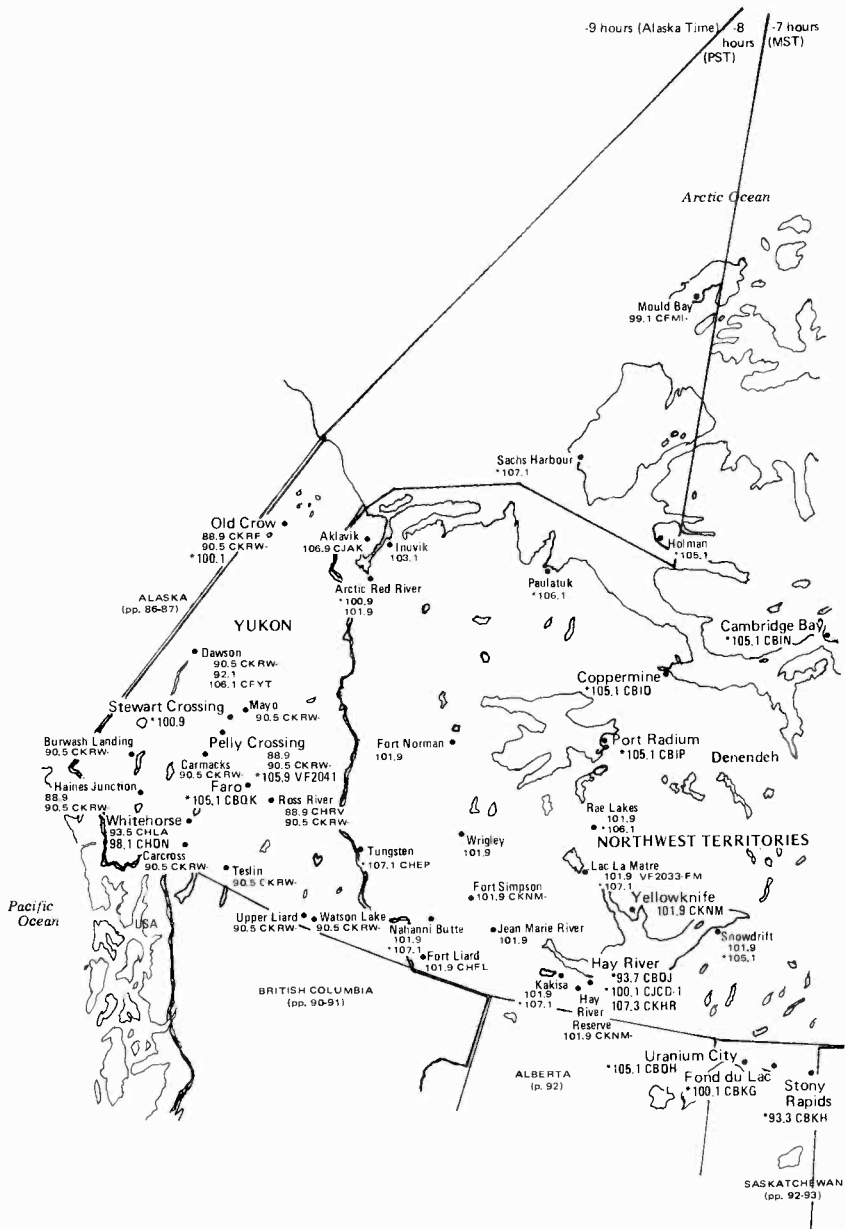 -9 hours (Alaska Time)
-8 hours (PST)
-7 hours (MST)
Arctic Ocean
Mould Bay
99.1 CFMI-
Sachs Harbour
*107.1
Old Crow
88.9 CKRF
90.5 CKRW-
*100.1
Aklavik
106.9 CJAK
Inuvik
103.1
Holman
*105.1
Arctic Red River
*100.9
101.9
Paulatuk
*106.1
ALASKA
(pp. 86-87)
YUKON
Cambridge Bay
*105.1 CBIN
Dawson
90.5 CKRW-
92.1
106.1 CFYT
Coppermine
*105.1 CBIO
Stewart Crossing
*100.9
Mayo
90.5 CKRW-
Burwash Landing
90.5 CKRW-
Pelly Crossing
88.9
90.5 CKRW-
*105.9 VF2041
Carmacks
90.5 CKRW-
Fort Norman
101.9
Port Radium
*105.1 CBIP
Denendeh
Haines Junction
88.9
90.5 CKRW-
Faro
*105.1 CBQK
Ross River
88.9 CHRV
90.5 CKRW-
Rae Lakes
101.9
*106.1
Whitehorse
93.5 CHLA
98.1 CHON
Carcross
90.5 CKRW-
Wrigley
101.9
NORTHWEST TERRITORIES
Tungsten
*107.1 CHEP
Lac La Matre
101.9 VF2033-FM
*107.1
Teslin
90.5 CKRW-
Fort Simpson
*101.9 CKNM-
Yellowknife
101.9 CKNM
Pacific
Ocean
USA
Upper Liard
90.5 CKRW-
Watson Lake
90.5 CKRW-
Nahanni Butte
101.9
*107.1
Jean Marie River
101.9
Snowdrift
101.9
*105.1
Fort Liard
101.9 CHFL
Hay River
*93.7 CBDJ
*100.1 CJCD-1
107.3 CKHR
Kakisa
101.9
*107.1
Hay
River
Reserve
101.9 CKNM-
BRITISH COLUMBIA
(pp. 90-91)
ALBERTA
(p. 92)
Uranium City
*105.1 CBDH
Fond du Lac
*100.1 CBKG
Stony
Rapids
*93.3 CBKH
SASKATCHEWAN
(pp. 92-93)